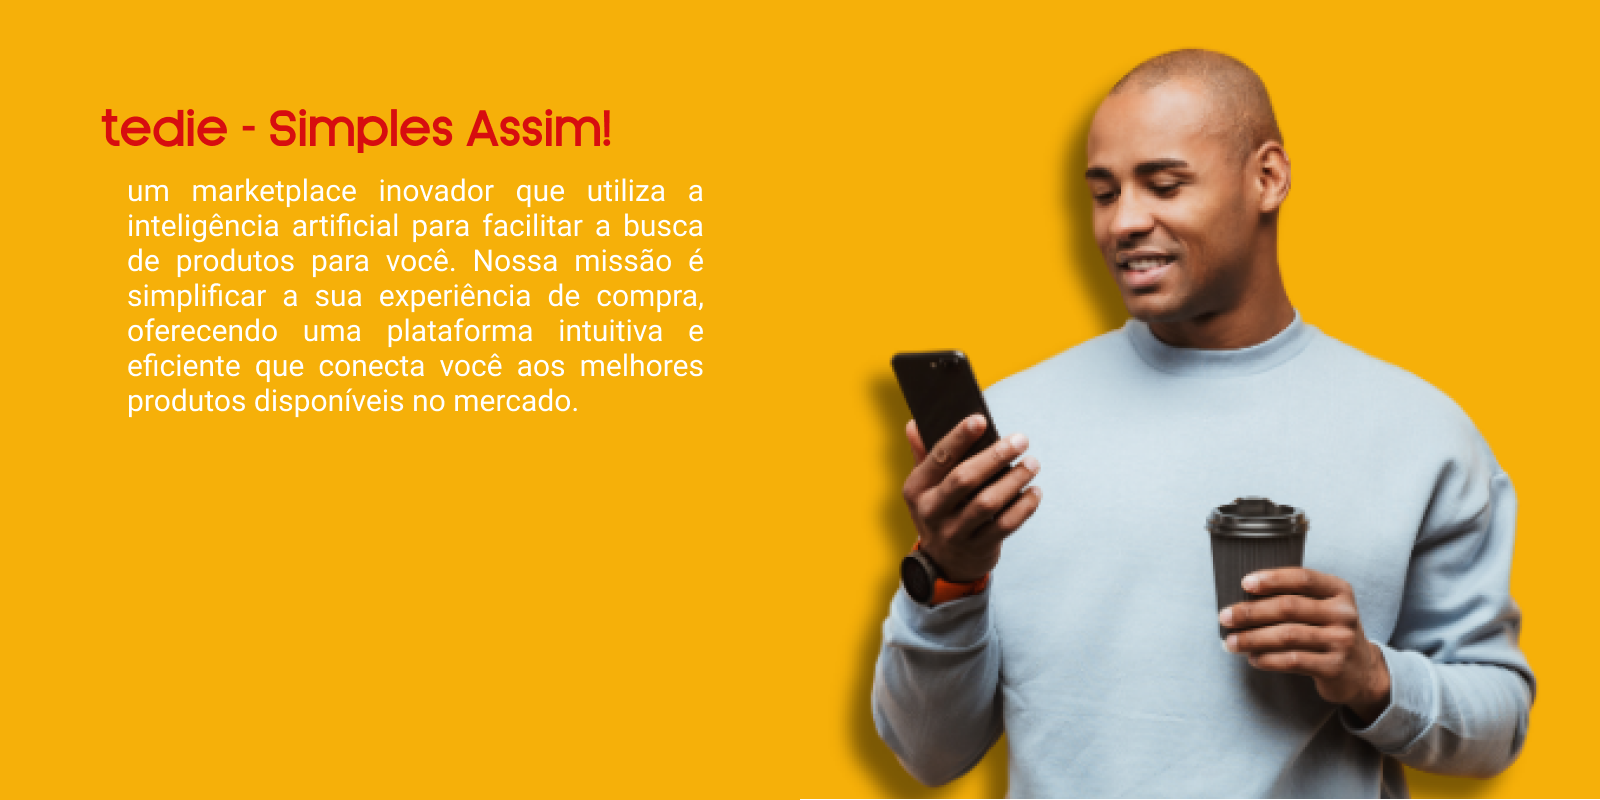 tedie - Simples Assim!
um marketplace inovador que utiliza a
inteligência artificial para facilitar a busca
de produtos para você. Nossa missão é
simplificar a sua experiência de compra,
oferecendo uma plataforma intuitiva e
eficiente que conecta você aos melhores
produtos disponíveis no mercado.